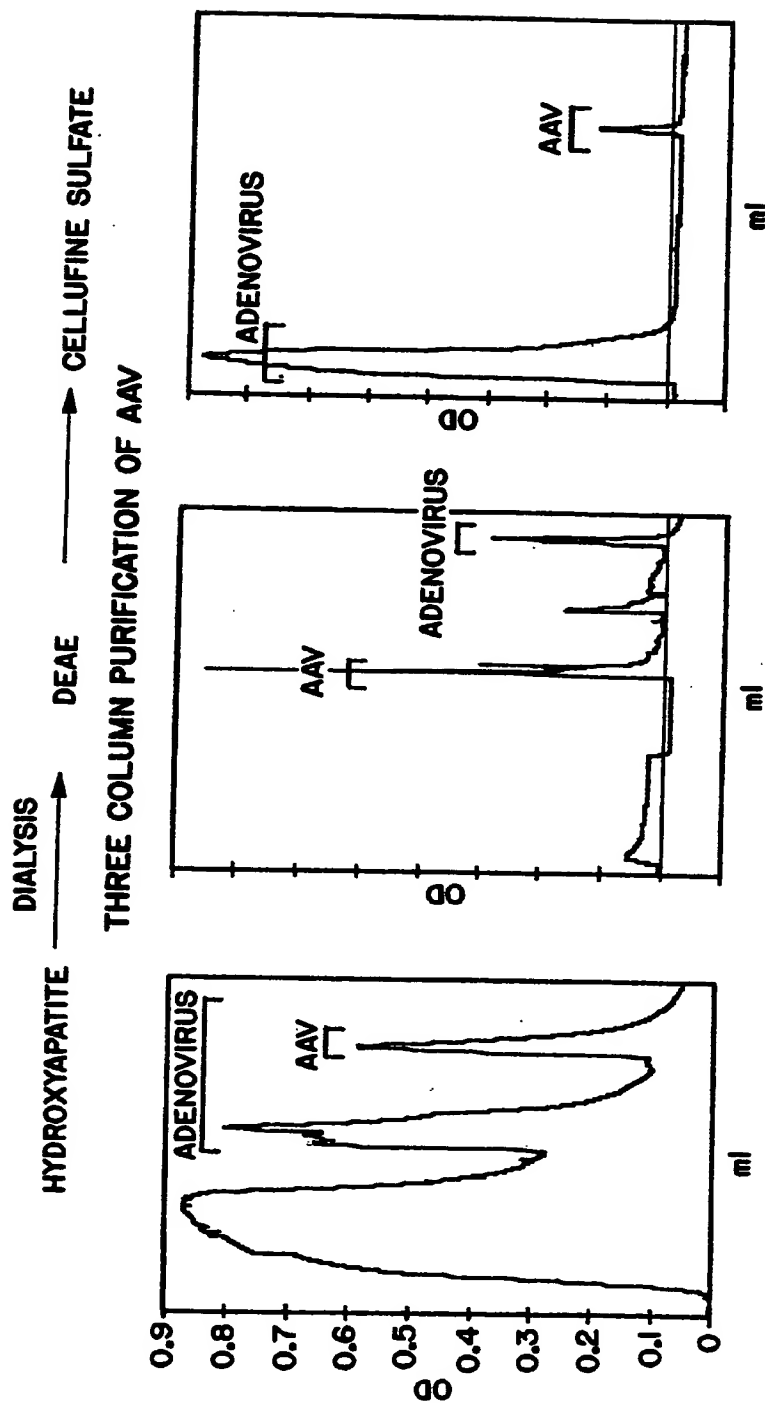 DIALYSIS
HYDROXYAPATITE DEAE CELLUFINE SULFATE
THREE COLUMN PURIFICATION OF AAV
ADENOVIRUS
AAV
0.9
0.8
0.7
0.6
0.5
0.4
0.3
0.2
0.1
0
OD
ml
AAV
ADENOVIRUS
OD
ml
ADENOVIRUS
AAV
OD
ml